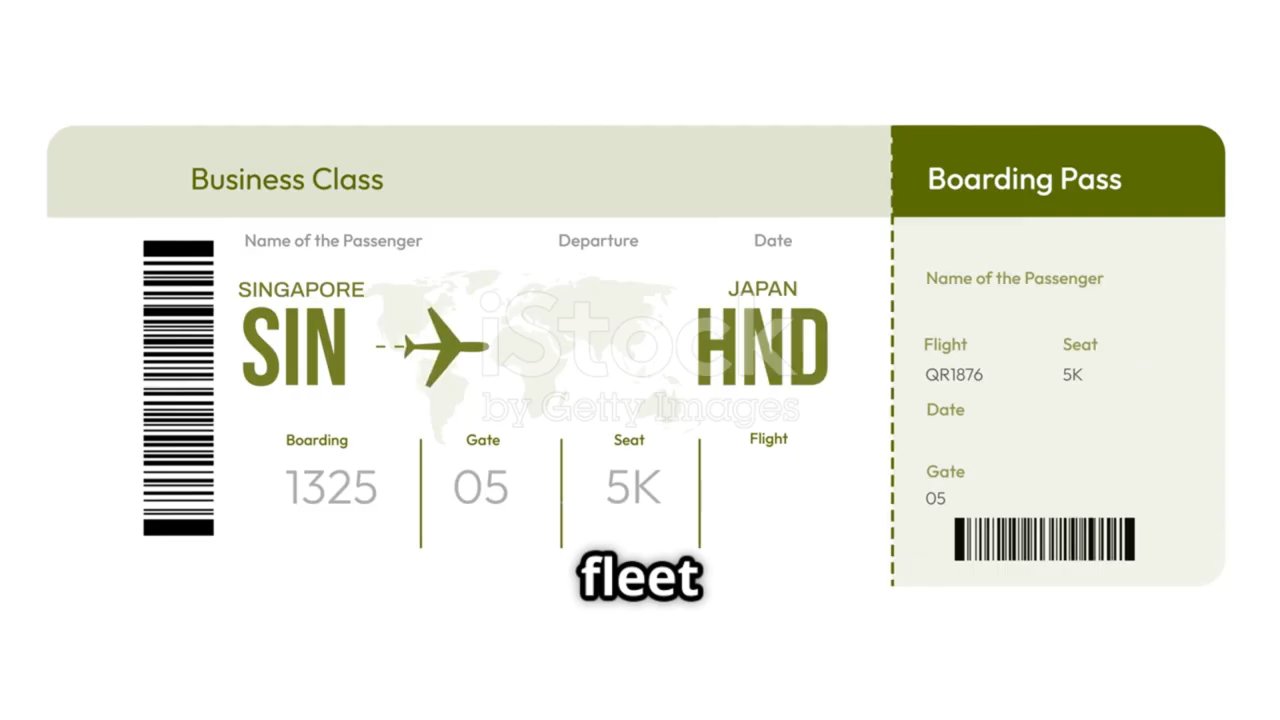 Business Class
Boarding Pass
Name of the Passenger
Departure
Date
SINGAPORE
SIN
JAPAN
HND
iStock
by Getty Images
Boarding
Gate
Seat
Flight
1325
05
5K
Name of the Passenger
Flight
Seat
QR1876
5K
Date
Gate
05
fleet